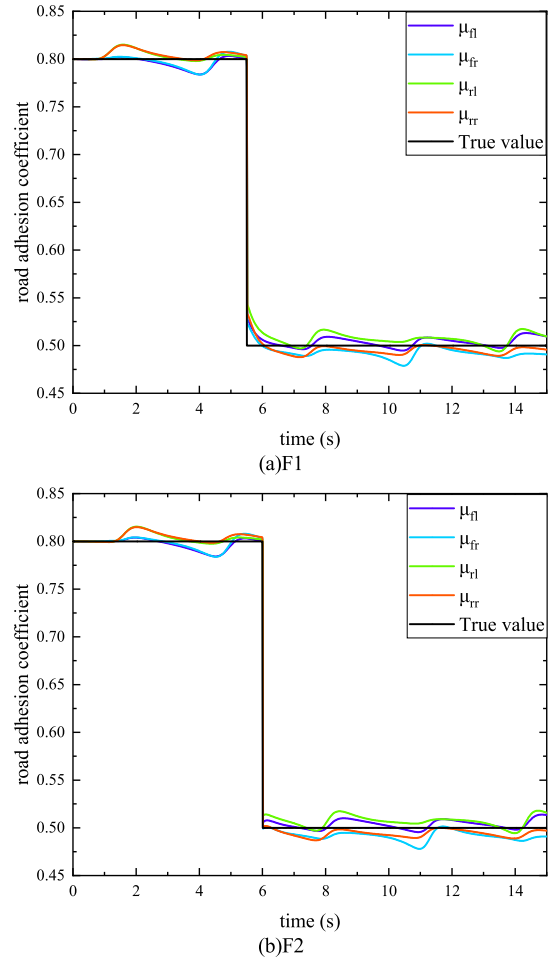 0.85
0.80
0.75
0.70
0.65
0.60
0.55
0.50
0.45
road adhesion coefficient
μfl
μfr
μrl
μrr
True value
0 2 4 6 8 10 12 14
time (s)
(a)F1
0.85
0.80
0.75
0.70
0.65
0.60
0.55
0.50
0.45
road adhesion coefficient
μfl
μfr
μrl
μrr
True value
0 2 4 6 8 10 12 14
time (s)
(b)F2